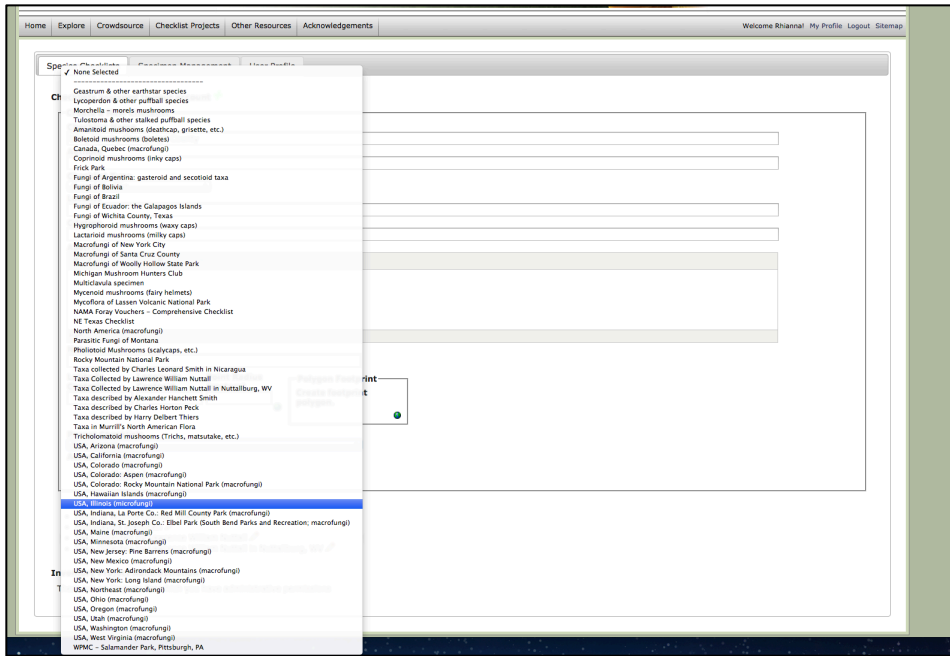 Home Explore Crowdsource Checklist Projects Other Resources Acknowledgements Welcome Rhianna! My Profile Logout Sitemap
Species Checklists Specimen Management User Profile
✓ None Selected
----------------------------------
Geastrum & other earthstar species
Lycoperdon & other puffball species
Morchella – morels mushrooms
Tulostoma & other stalked puffball species
Amanitoid mushooms (deathcap, grisette, etc.)
Boletoid mushrooms (boletes)
Canada, Quebec (macrofungi)
Coprinoid mushrooms (inky caps)
Frick Park
Fungi of Argentina: gasteroid and secotioid taxa
Fungi of Bolivia
Fungi of Brazil
Fungi of Ecuador: the Galapagos Islands
Fungi of Wichita County, Texas
Hygrophoroid mushrooms (waxy caps)
Lactarioid mushrooms (milky caps)
Macrofungi of New York City
Macrofungi of Santa Cruz County
Macrofungi of Woolly Hollow State Park
Michigan Mushroom Hunters Club
Multiclavula specimen
Mycenoid mushrooms (fairy helmets)
Mycoflora of Lassen Volcanic National Park
NAMA Foray Vouchers – Comprehensive Checklist
NE Texas Checklist
North America (macrofungi)
Parasitic Fungi of Montana
Pholiotoid Mushrooms (scalycaps, etc.)
Rocky Mountain National Park
Taxa collected by Charles Leonard Smith in Nicaragua
Taxa Collected by Lawrence William Nuttall
Taxa Collected by Lawrence William Nuttall in Nuttallburg, WV
Taxa described by Alexander Hanchett Smith
Taxa described by Charles Horton Peck
Taxa described by Harry Delbert Thiers
Taxa in Murrill's North American Flora
Tricholomatoid mushooms (Trichs, matsutake, etc.)
USA, Arizona (macrofungi)
USA, California (macrofungi)
USA, Colorado (macrofungi)
USA, Colorado: Aspen (macrofungi)
USA, Colorado: Rocky Mountain National Park (macrofungi)
USA, Hawaiian Islands (macrofungi)
USA, Illinois (microfungi)
USA, Indiana, La Porte Co.: Red Mill County Park (macrofungi)
USA, Indiana, St. Joseph Co.: Elbel Park (South Bend Parks and Recreation; macrofungi)
USA, Maine (macrofungi)
USA, Minnesota (macrofungi)
USA, New Jersey: Pine Barrens (macrofungi)
USA, New Mexico (macrofungi)
USA, New York: Adirondack Mountains (macrofungi)
USA, New York: Long Island (macrofungi)
USA, Northeast (macrofungi)
USA, Ohio (macrofungi)
USA, Oregon (macrofungi)
USA, Utah (macrofungi)
USA, Washington (macrofungi)
USA, West Virginia (macrofungi)
WPMC – Salamander Park, Pittsburgh, PA
Polygon Footprint
Create footprint
polygon.